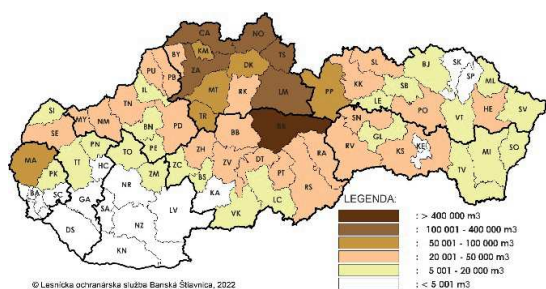 CA
NO
BY
KM
TS
DK
PU
PB
ZA
MT
RK
LM
PP
IL
TR
SL
KK
LE
SB
BJ
SK
SP
ML
PO
HE
SV
VT
SI
SE
MY
NM
TN
BN
PD
BB
BR
SN
RV
GL
KS
KE
MI
SO
TV
MA
PK
TT
PN
HC
TO
PE
ZM
ZC
ZH
BS
ZV
DT
PT
RA
RS
KA
VK
LC
BA
SC
GA
SA
NR
LV
DS
NZ
KN
LEGENDA:
: > 400 000 m3
: 100 001 - 400 000 m3
: 50 001 - 100 000 m3
: 20 001 - 50 000 m3
: 5 001 - 20 000 m3
: < 5 001 m3
© Lesnícka ochranárska služba Banská Štiavnica, 2022